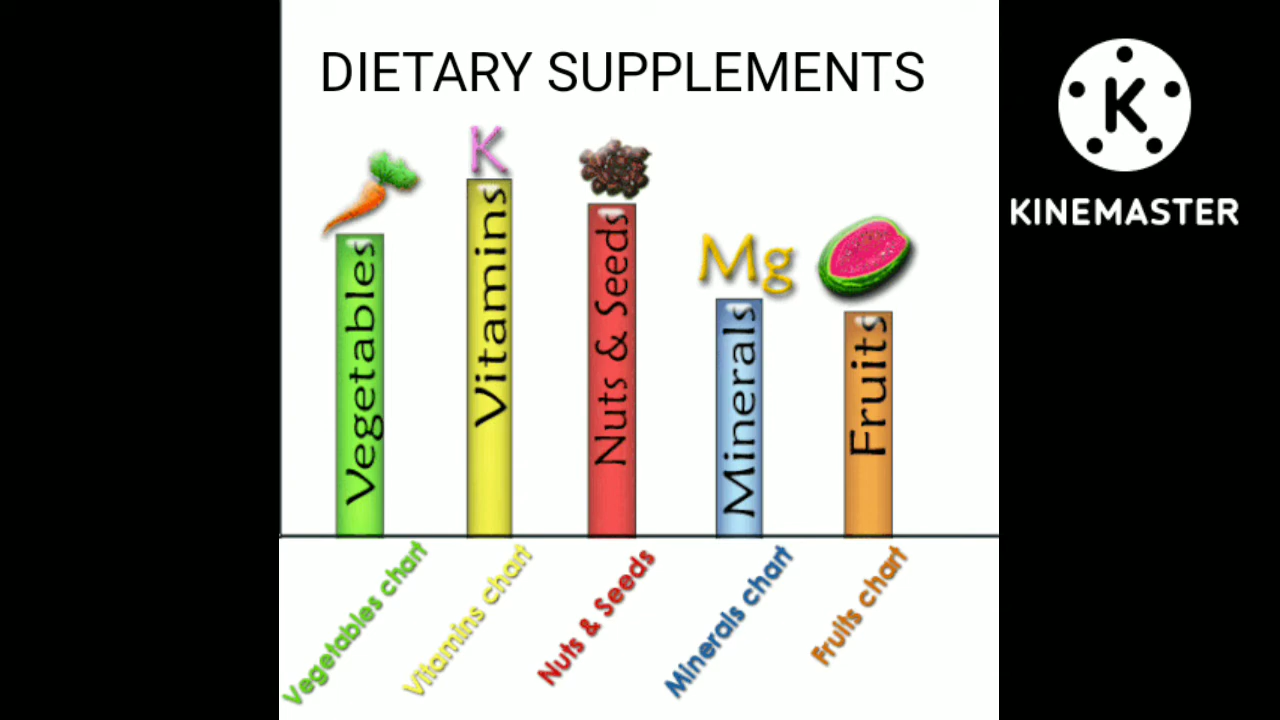 DIETARY SUPPLEMENTS
K
KINEMASTER
K
Mg
Vegetables
Vitamins
Nuts & Seeds
Minerals
Fruits
Vegetables chart
Vitamins chart
Nuts & Seeds
Minerals chart
Fruits chart